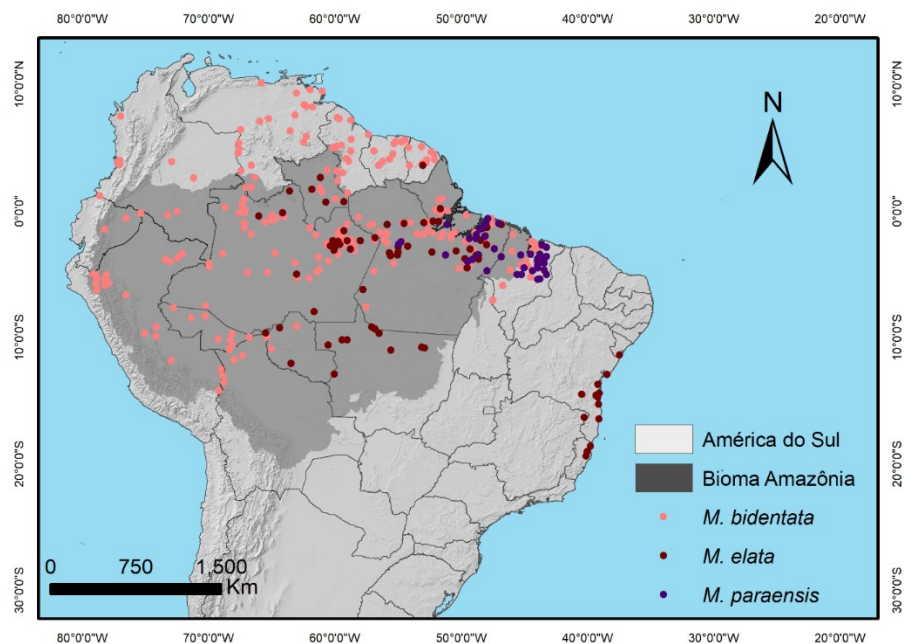 80°0'0"W 70°0'0"W 60°0'0"W 50°0'0"W 40°0'0"W 30°0'0"W 20°0'0"W
10°0'0"N 10°0'0"N
N
0°0'0" 0°0'0"
10°0'0"S 10°0'0"S
20°0'0"S 20°0'0"S
30°0'0"S 30°0'0"S
América do Sul
Bioma Amazônia
M. bidentata
M. elata
M. paraensis
0 750 1,500
Km
80°0'0"W 70°0'0"W 60°0'0"W 50°0'0"W 40°0'0"W 30°0'0"W 20°0'0"W